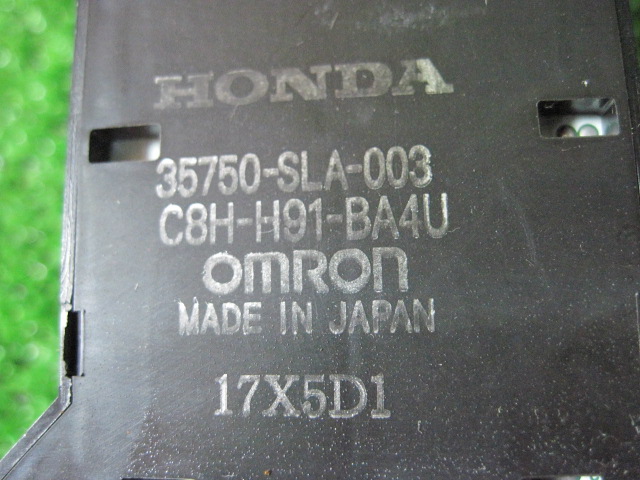 HONDA
35750-SLA-003
C8H-H91-BA4U
OMRON
MADE IN JAPAN
17X5D1